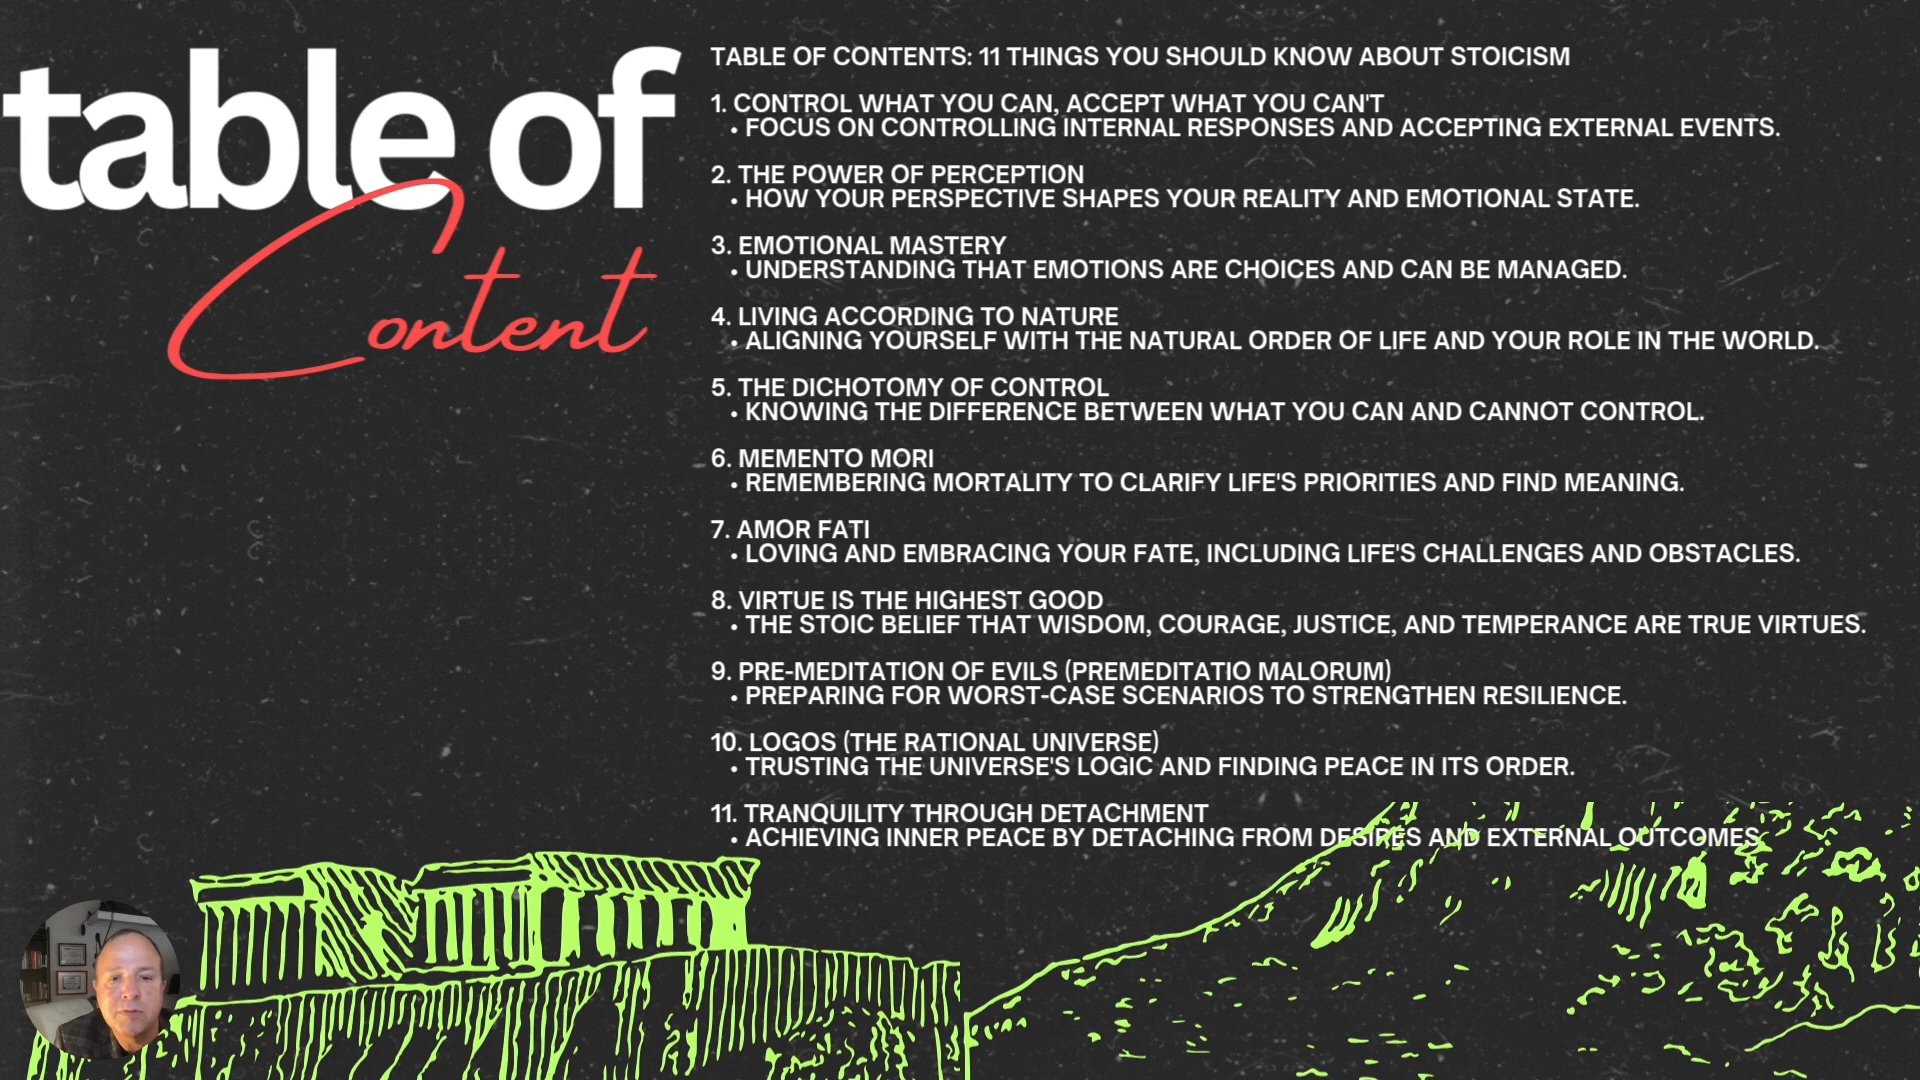 table of
Content
TABLE OF CONTENTS: 11 THINGS YOU SHOULD KNOW ABOUT STOICISM
1. CONTROL WHAT YOU CAN, ACCEPT WHAT YOU CAN'T
• FOCUS ON CONTROLLING INTERNAL RESPONSES AND ACCEPTING EXTERNAL EVENTS.
2. THE POWER OF PERCEPTION
• HOW YOUR PERSPECTIVE SHAPES YOUR REALITY AND EMOTIONAL STATE.
3. EMOTIONAL MASTERY
• UNDERSTANDING THAT EMOTIONS ARE CHOICES AND CAN BE MANAGED.
4. LIVING ACCORDING TO NATURE
• ALIGNING YOURSELF WITH THE NATURAL ORDER OF LIFE AND YOUR ROLE IN THE WORLD.
5. THE DICHOTOMY OF CONTROL
• KNOWING THE DIFFERENCE BETWEEN WHAT YOU CAN AND CANNOT CONTROL.
6. MEMENTO MORI
• REMEMBERING MORTALITY TO CLARIFY LIFE'S PRIORITIES AND FIND MEANING.
7. AMOR FATI
• LOVING AND EMBRACING YOUR FATE, INCLUDING LIFE'S CHALLENGES AND OBSTACLES.
8. VIRTUE IS THE HIGHEST GOOD
• THE STOIC BELIEF THAT WISDOM, COURAGE, JUSTICE, AND TEMPERANCE ARE TRUE VIRTUES.
9. PRE-MEDITATION OF EVILS (PREMEDITATIO MALORUM)
• PREPARING FOR WORST-CASE SCENARIOS TO STRENGTHEN RESILIENCE.
10. LOGOS (THE RATIONAL UNIVERSE)
• TRUSTING THE UNIVERSE'S LOGIC AND FINDING PEACE IN ITS ORDER.
11. TRANQUILITY THROUGH DETACHMENT
• ACHIEVING INNER PEACE BY DETACHING FROM DESIRES AND EXTERNAL OUTCOMES.